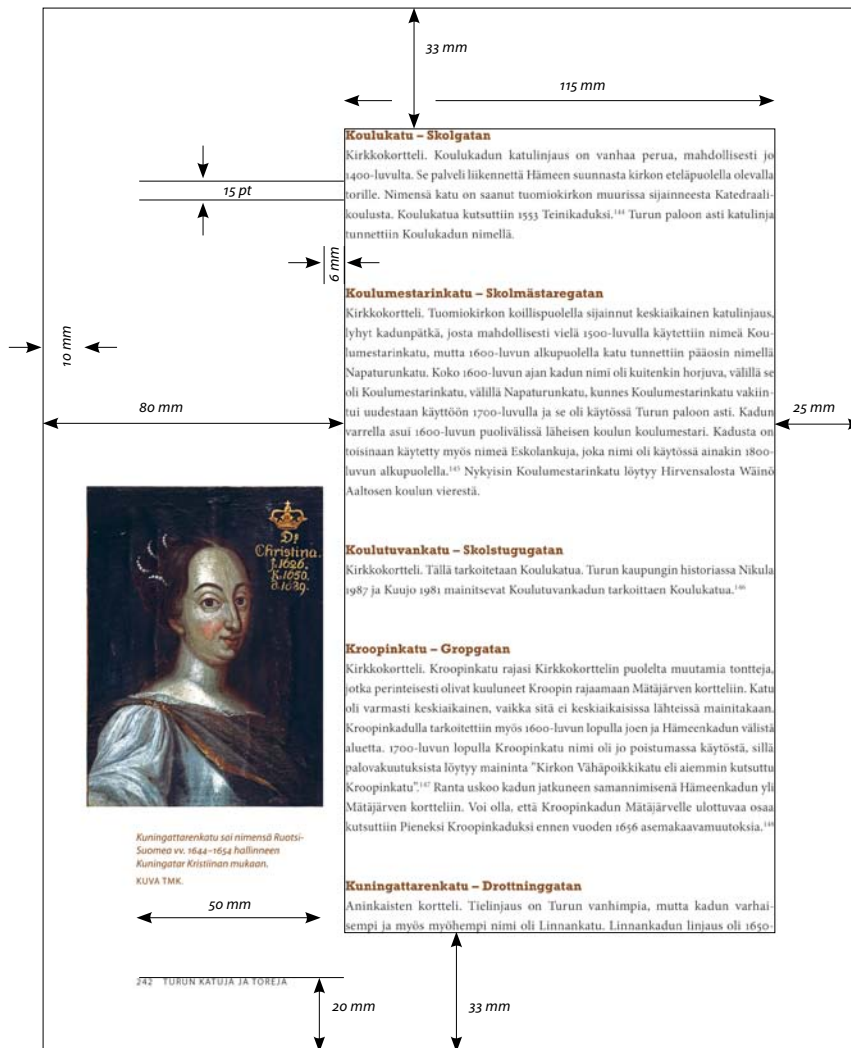 33 mm
115 mm
Koulukatu – Skolgatan
Kirkkokortteli. Koulukadun katulinjaus on vanhaa perua, mahdollisesti jo
1400-luvulta. Se palveli liikennettä Hämeen suunnasta kirkon eteläpuolella olevalla
torille. Nimensä katu on saanut tuomiokirkon muurissa sijainneesta Katedraali-
koulusta. Koulukatua kutsuttiin 1553 Teinikaduksi.144 Turun paloon asti katulinja
tunnettiin Koulukadun nimellä.
15 pt
6 mm
Koulumestarinkatu – Skolmästaregatan
Kirkkokortteli. Tuomiokirkon koillispuolella sijainnut keskiaikainen katulinjaus,
lyhyt kadunpätkä, josta mahdollisesti vielä 1500-luvulla käytettiin nimeä Kou-
lumestarinkatu, mutta 1600-luvun alkupuolella katu tunnettiin pääosin nimellä
Napaturunkatu. Koko 1600-luvun ajan kadun nimi oli kuitenkin horjuva, välillä se
oli Koulumestarinkatu, välillä Napaturunkatu, kunnes Koulumestarinkatu vakiin-
tui uudestaan käyttöön 1700-luvulla ja se oli käytössä Turun paloon asti. Kadun
varrella asui 1600-luvun puolivälissä läheisen koulun koulumestari. Kadusta on
toisinaan käytetty myös nimeä Eskolankuja, joka nimi oli käytössä ainakin 1800-
luvun alkupuolella.145 Nykyisin Koulumestarinkatu löytyy Hirvensalosta Wäinö
Aaltosen koulun vierestä.
10 mm
80 mm
25 mm
Koulutuvankatu – Skolstugugatan
Kirkkokortteli. Tällä tarkoitetaan Koulukatua. Turun kaupungin historiassa Nikula
1987 ja Kuujo 1981 mainitsevat Koulutuvankadun tarkoittaen Koulukatua.146
Kroopinkatu – Gropgatan
Kirkkokortteli. Kroopinkatu rajasi Kirkkokorttelin puolelta muutamia tontteja,
jotka perinteisesti olivat kuuluneet Kroopin rajaamaan Mätäjärven kortteliin. Katu
oli varmasti keskiaikainen, vaikka sitä ei keskiaikaisissa lähteissä mainitakaan.
Kroopinkadulla tarkoitettiin myös 1600-luvun lopulla joen ja Hämeenkadun välistä
aluetta. 1700-luvun lopulla Kroopinkatu nimi oli jo poistumassa käytöstä, sillä
palovakuutuksista löytyy maininta ”Kirkon Vähäpoikkikatu eli aiemmin kutsuttu
Kroopinkatu”.147 Ranta uskoo kadun jatkuneen samannimisenä Hämeenkadun yli
Mätäjärven kortteliin. Voi olla, että Kroopinkadun Mätäjärvelle ulottuvaa osaa
kutsuttiin Pieneksi Kroopinkaduksi ennen vuoden 1656 asemakaavamuutoksia.148
Kuningattarenkatu – Drottninggatan
Aninkaisten kortteli. Tielinjaus on Turun vanhimpia, mutta kadun varhai-
sempi ja myös myöhempi nimi oli Linnankatu. Linnankadun linjaus oli 1650-
Christina.
Kuningattarenkatu sai nimensä Ruotsi-
Suomea vv. 1644–1654 hallinneen
Kuningatar Kristiinan mukaan.
KUVA TMK.
50 mm
242 TURUN KATUJA JA TOREJA
20 mm
33 mm